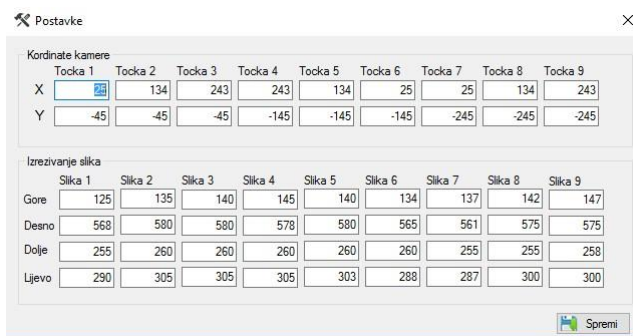 Postavke
Kordinate kamere
Tocka 1 Tocka 2 Tocka 3 Tocka 4 Tocka 5 Tocka 6 Tocka 7 Tocka 8 Tocka 9
X 25 134 243 243 134 25 25 134 243
Y -45 -45 -45 -145 -145 -145 -245 -245 -245
Izrezivanje slika
Slika 1 Slika 2 Slika 3 Slika 4 Slika 5 Slika 6 Slika 7 Slika 8 Slika 9
Gore 125 135 140 145 140 134 137 142 147
Desno 568 580 580 578 580 565 561 575 575
Dolje 255 260 260 260 260 260 255 255 258
Lijevo 290 305 305 305 303 288 287 300 300
Spremi